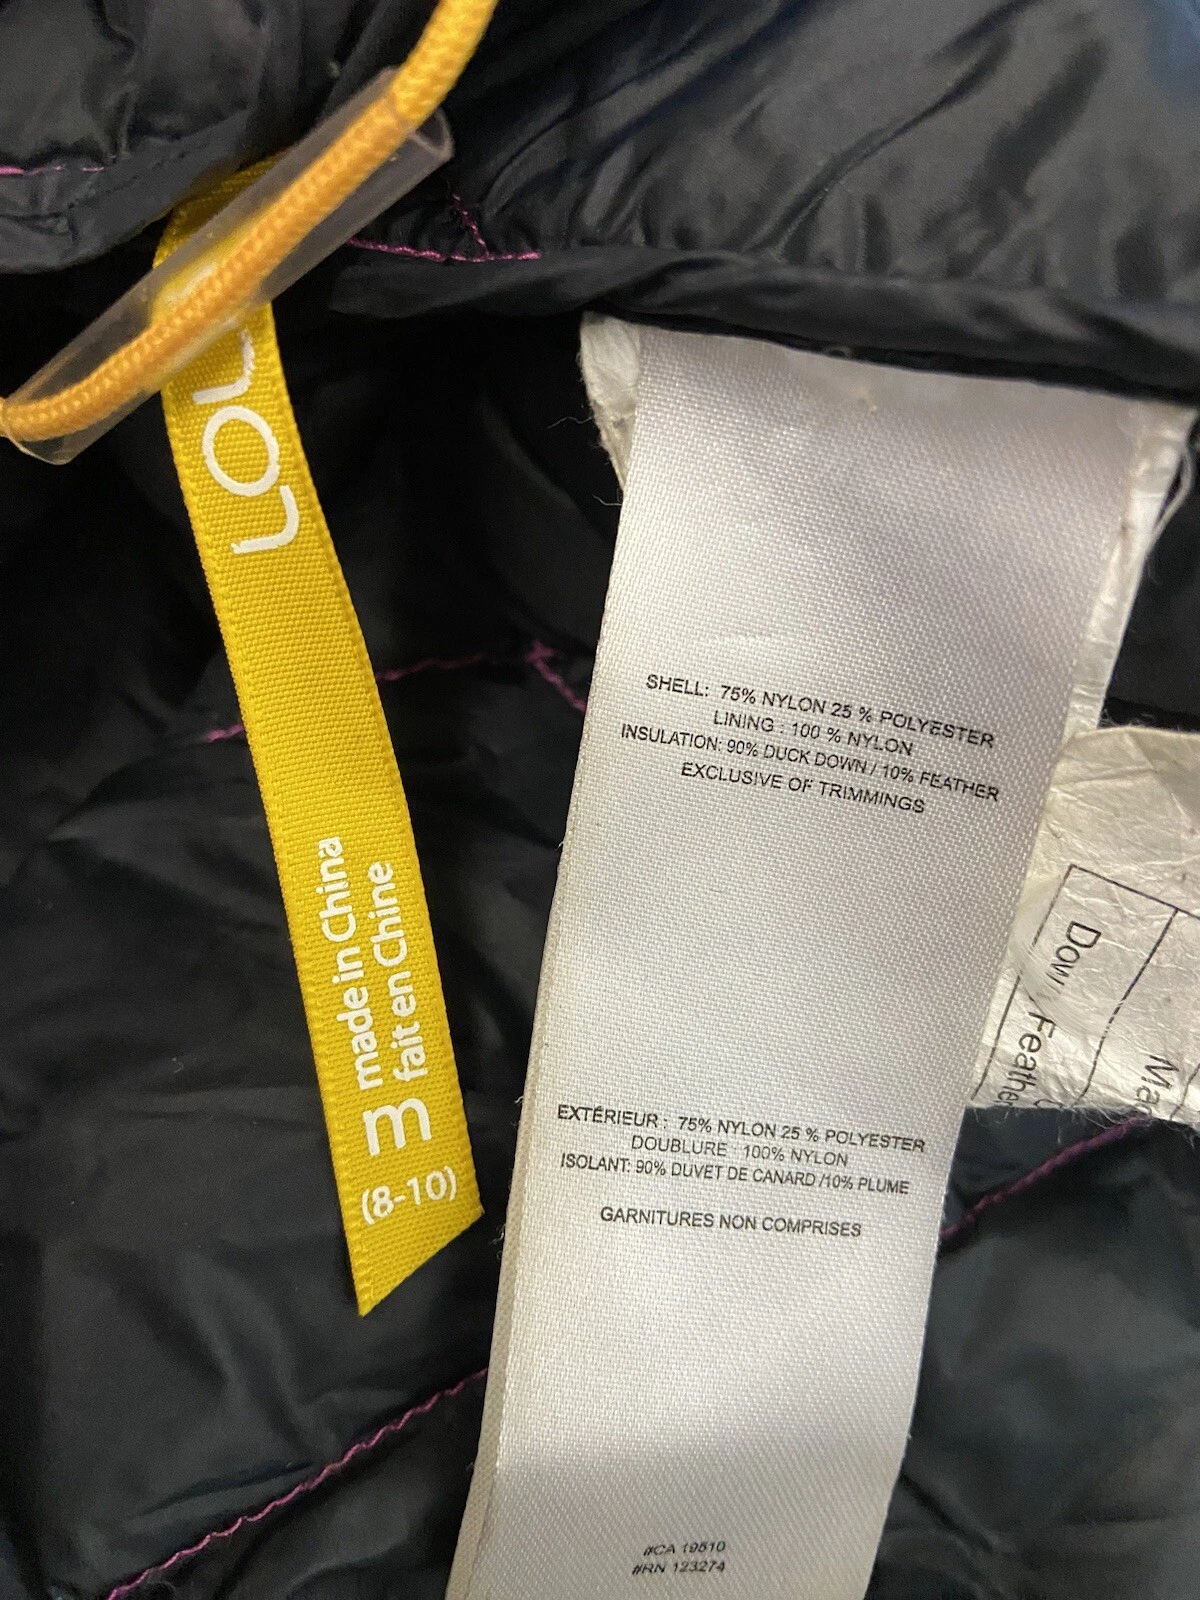 LOL
made in China
fait en Chine
m
(8-10)
SHELL: 75% NYLON 25 % POLYESTER
LINING : 100 % NYLON
INSULATION: 90% DUCK DOWN / 10% FEATHER
EXCLUSIVE OF TRIMMINGS
EXTÉRIEUR : 75% NYLON 25 % POLYESTER
DOUBLURE 100% NYLON
ISOLANT: 90% DUVET DE CANARD /10% PLUME
GARNITURES NON COMPRISES
#CA 19510
#RN 123274